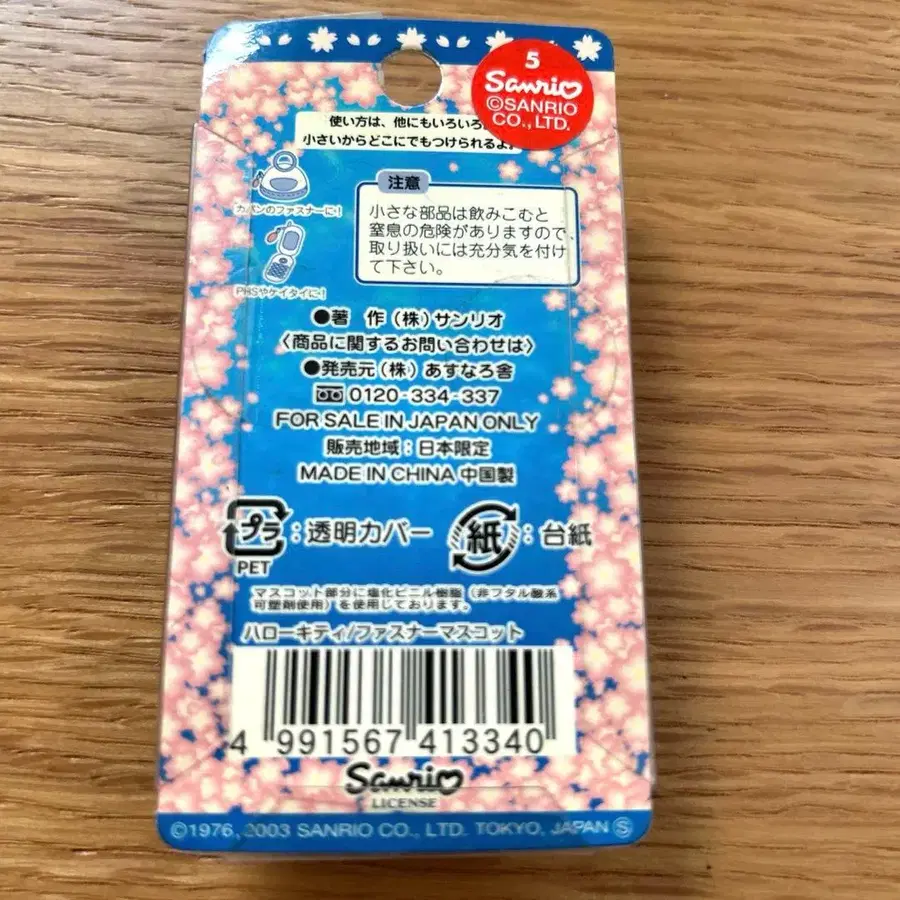 5
Sanrio
©SANRIO
CO., LTD.
使い方は、他にもいろいろ
小さいからどこにでもつけられるよ
カバンのファスナーに!
PHSやケイタイに!
注意
小さな部品は飲みこむと
窒息の危険がありますので、
取り扱いには充分気を付け
て下さい。
●著 作(株)サンリオ
〈商品に関するお問い合わせは〉
●発売元(株)あすなろ舎
0120-334-337
FOR SALE IN JAPAN ONLY
販売地域:日本限定
MADE IN CHINA 中国製
プラ:透明カバー
PET
紙:台紙
マスコット部分に塩化ビニル樹脂(非フタル酸系
可塑剤使用)を使用しております。
ハローキティ/ファスナーマスコット
4 991567 413340
Sanrio
LICENSE
©1976, 2003 SANRIO CO., LTD. TOKYO, JAPAN Ⓢ